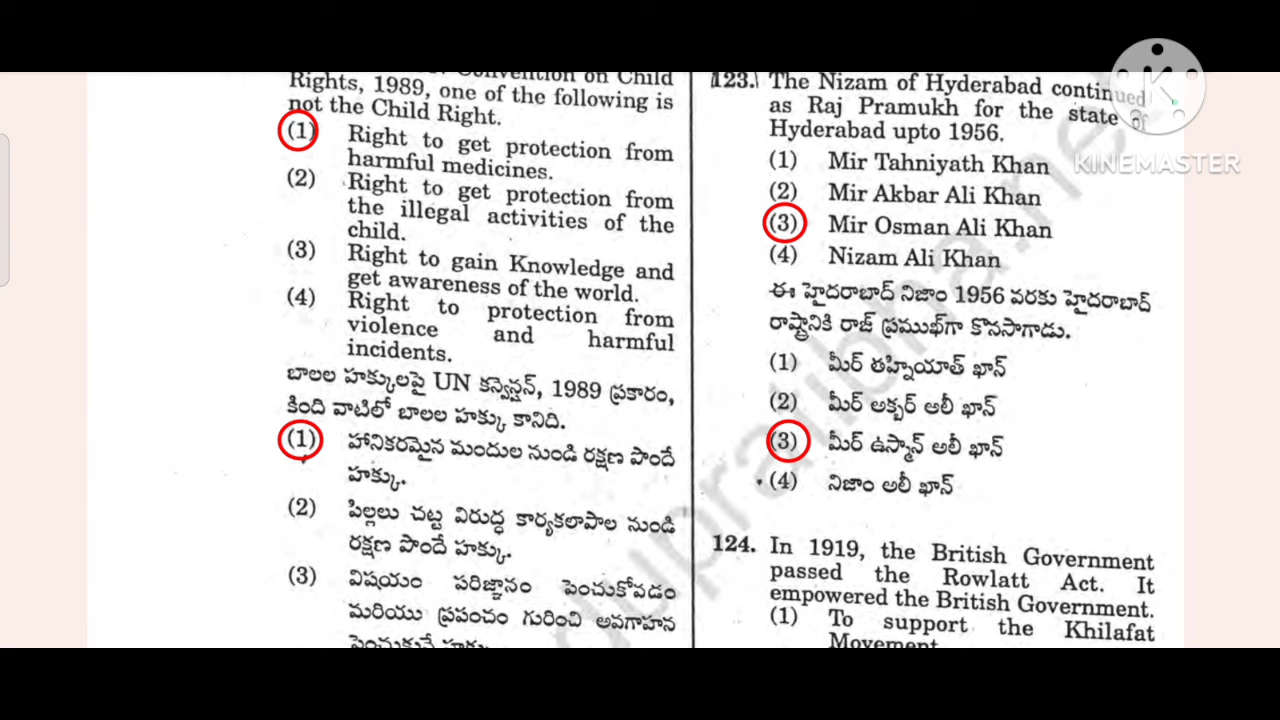 Convention on Child
Rights, 1989, one of the following is
not the Child Right.
(1) Right to get protection from
harmful medicines.
(2) Right to get protection from
the illegal activities of the
child.
(3) Right to gain Knowledge and
get awareness of the world.
(4) Right to protection from
violence and harmful
incidents.
బాలల హక్కులపై UN కన్వెన్షన్, 1989 ప్రకారం,
కింది వాటిలో బాలల హక్కు కానిది.
(1) హానికరమైన మందుల నుండి రక్షణ పొందే
హక్కు.
(2) పిల్లలు చట్ట విరుద్ధ కార్యకలాపాల నుండి
రక్షణ పొందే హక్కు.
(3) విషయం పరిజ్ఞానం పెంచుకోవడం
మరియు ప్రపంచం గురించి అవగాహన
పెంచుకునే హక్కు
123. The Nizam of Hyderabad continued
as Raj Pramukh for the state of
Hyderabad upto 1956.
(1) Mir Tahniyath Khan
(2) Mir Akbar Ali Khan
(3) Mir Osman Ali Khan
(4) Nizam Ali Khan
ఈ హైదరాబాద్ నిజాం 1956 వరకు హైదరాబాద్
రాష్ట్రానికి రాజ్ ప్రముఖ్‌గా కొనసాగాడు.
(1) మీర్ తహ్నియాత్ ఖాన్
(2) మీర్ అక్బర్ అలీ ఖాన్
(3) మీర్ ఉస్మాన్ అలీ ఖాన్
(4) నిజాం అలీ ఖాన్
124. In 1919, the British Government
passed the Rowlatt Act. It
empowered the British Government.
(1) To support the Khilafat
Movement
K
KINEMASTER